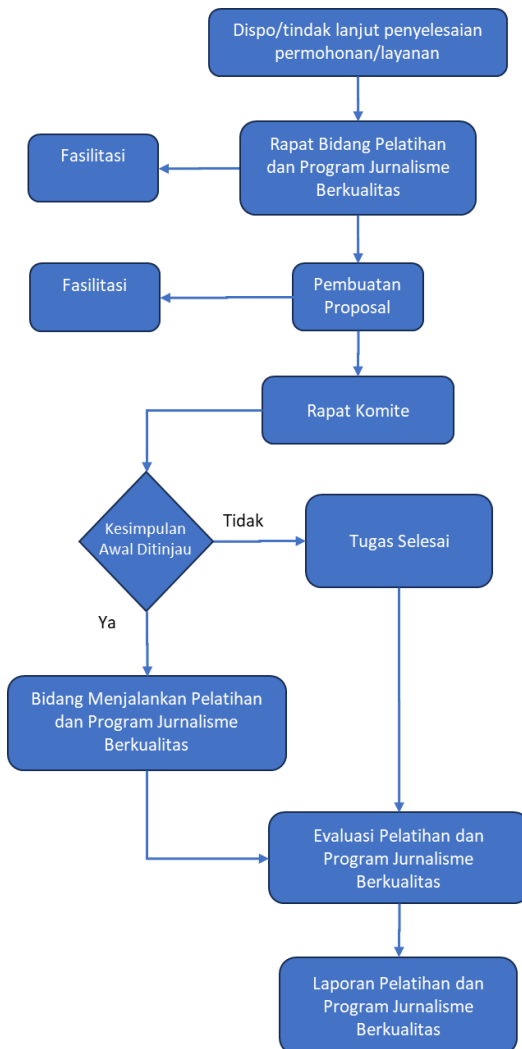 Dispo/tindak lanjut penyelesaian
permohonan/layanan
Fasilitasi
Rapat Bidang Pelatihan
dan Program Jurnalisme
Berkualitas
Fasilitasi
Pembuatan
Proposal
Rapat Komite
Kesimpulan
Awal Ditinjau
Tidak
Tugas Selesai
Ya
Bidang Menjalankan Pelatihan
dan Program Jurnalisme
Berkualitas
Evaluasi Pelatihan dan
Program Jurnalisme
Berkualitas
Laporan Pelatihan dan
Program Jurnalisme
Berkualitas